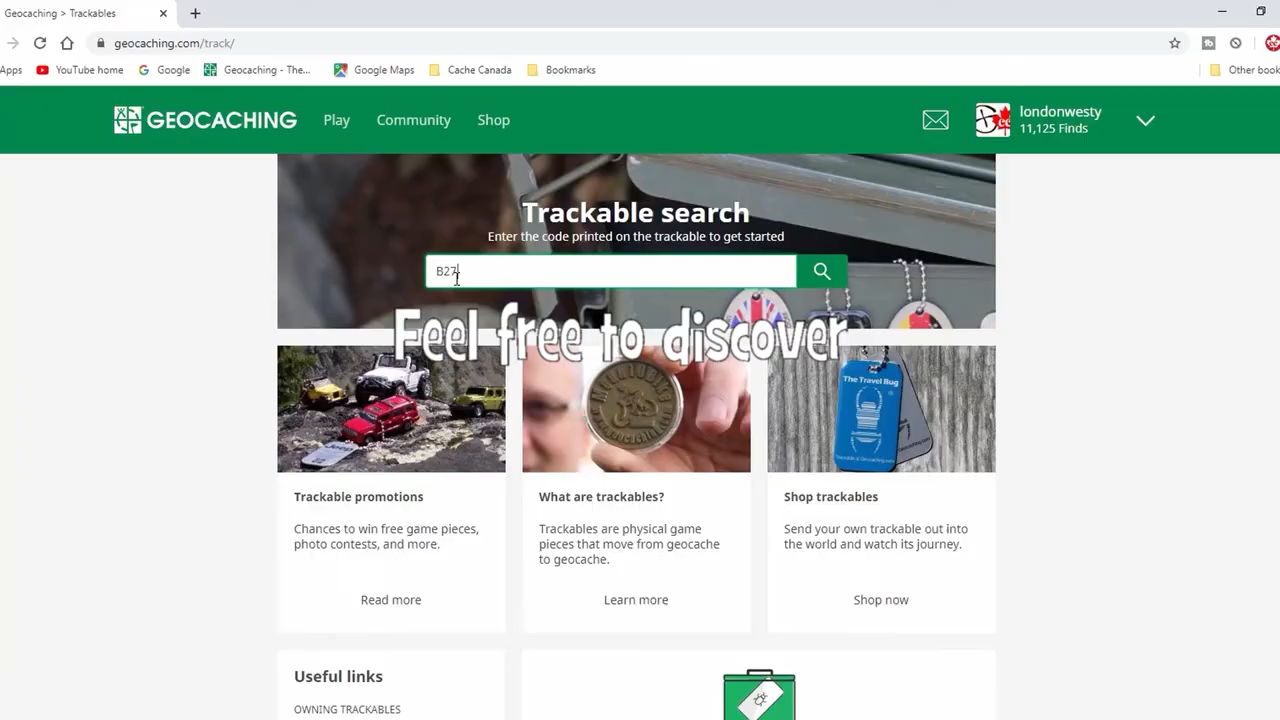 Geocaching > Trackables
geocaching.com/track/
Apps
YouTube home
Google
Geocaching - The...
Google Maps
Cache Canada
Bookmarks
Other book
GEOCACHING
Play
Community
Shop
londonwesty
11,125 Finds
Trackable search
Enter the code printed on the trackable to get started
B27
Feel free to discover
The Travel Bug
Trackable promotions
Chances to win free game pieces,
photo contests, and more.
Read more
What are trackables?
Trackables are physical game
pieces that move from geocache
to geocache.
Learn more
Shop trackables
Send your own trackable out into
the world and watch its journey.
Shop now
Useful links
OWNING TRACKABLES